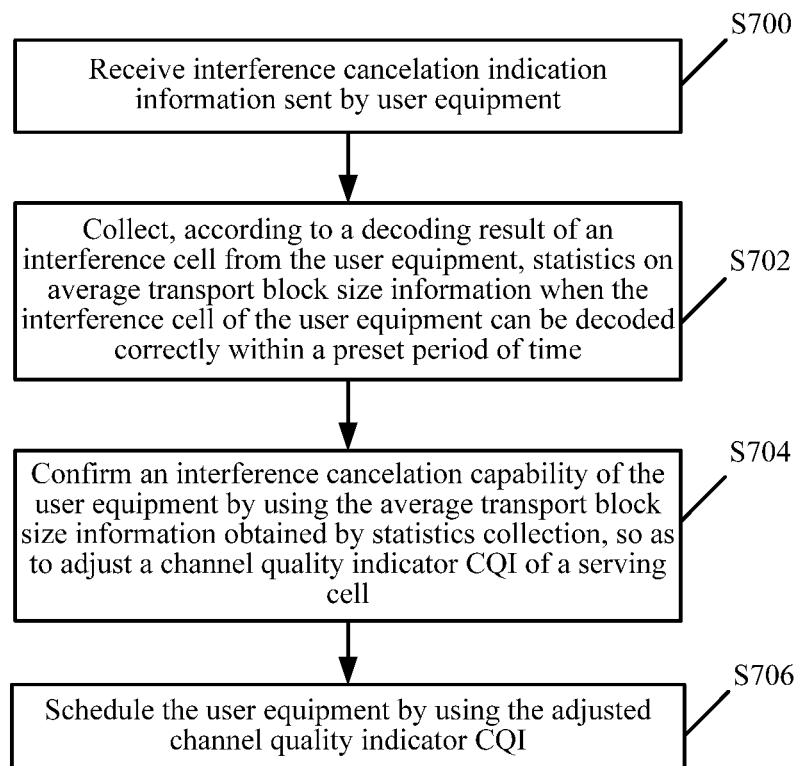 S700
Receive interference cancelation indication
information sent by user equipment
S702
Collect, according to a decoding result of an
interference cell from the user equipment, statistics on
average transport block size information when the
interference cell of the user equipment can be decoded
correctly within a preset period of time
S704
Confirm an interference cancelation capability of the
user equipment by using the average transport block
size information obtained by statistics collection, so as
to adjust a channel quality indicator CQI of a serving
cell
S706
Schedule the user equipment by using the adjusted
channel quality indicator CQI